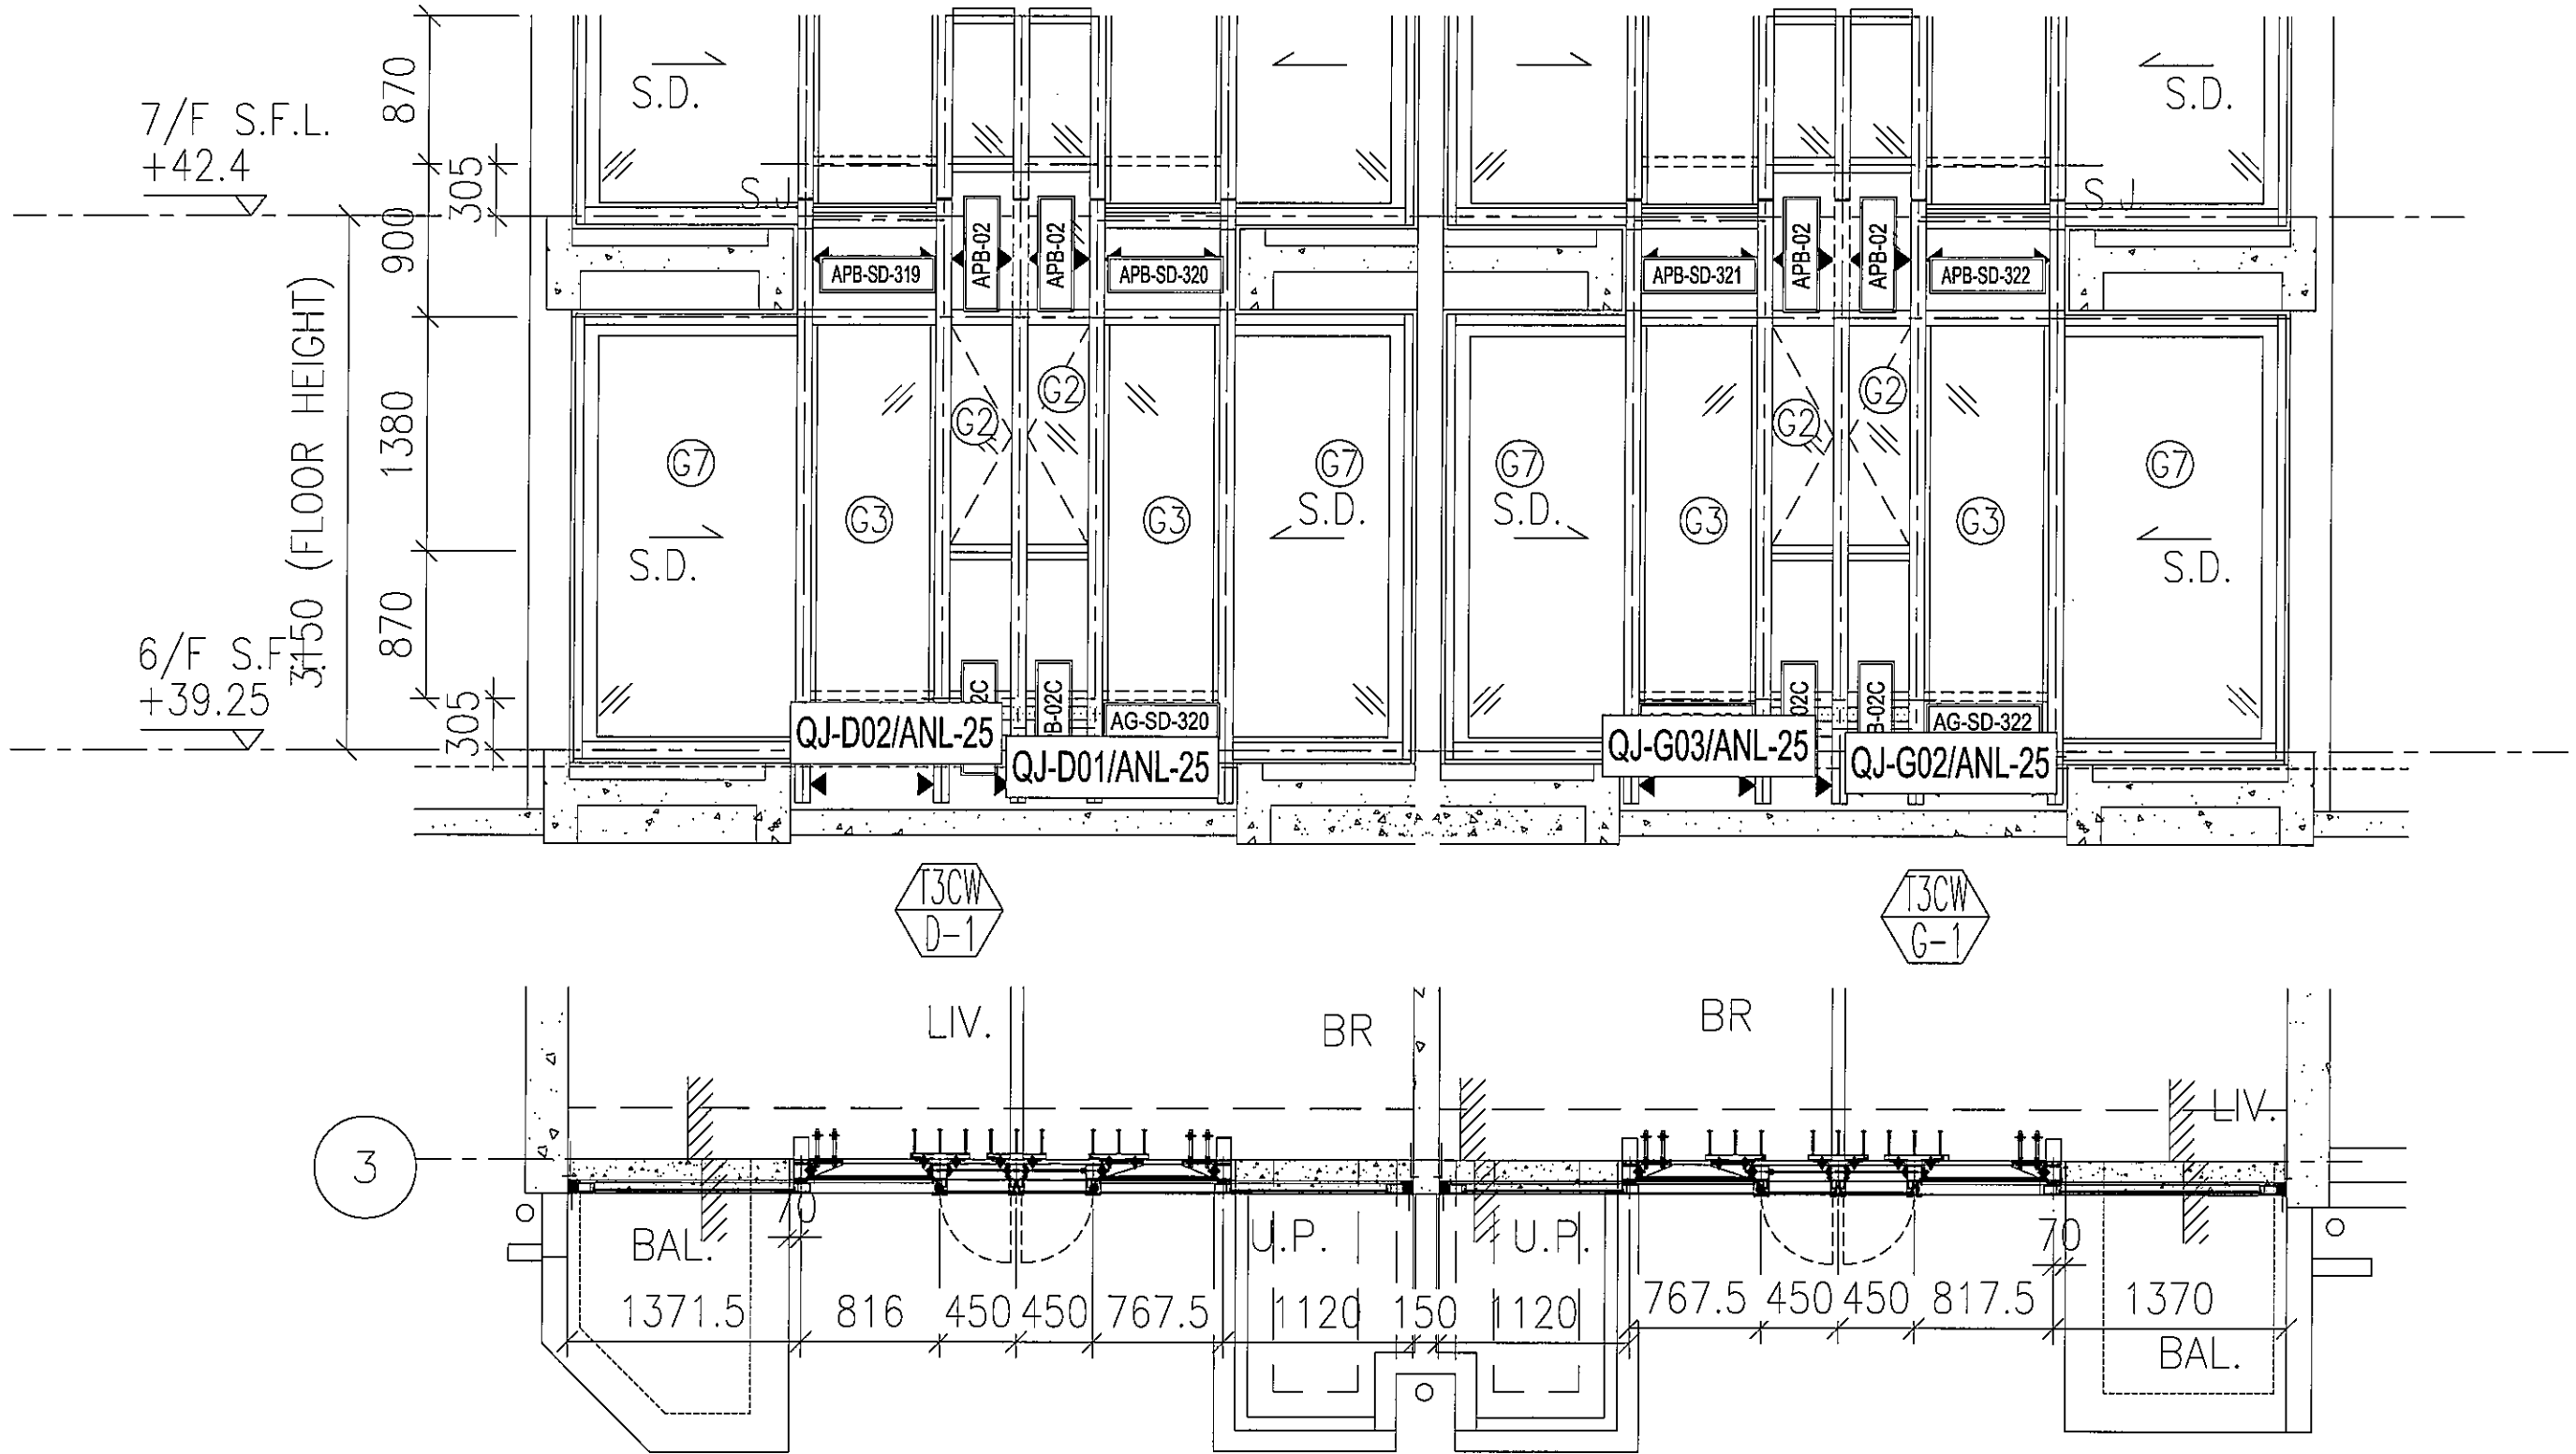 870
7/F S.F.L.
+42.4
305
900
3150 (FLOOR HEIGHT)
1380
870
6/F S.F
+39.25
305
S.D.
S.D.
S.J
S.J.
APB-SD-319
APB-02
APB-02
APB-SD-320
APB-SD-321
APB-02
APB-02
APB-SD-322
G2
G2
G2
G2
G7
G7
G7
G7
G3
G3
G3
G3
S.D.
S.D.
S.D.
S.D.
02C
B-02C
AG-SD-320
02C
B-02C
AG-SD-322
QJ-D02/ANL-25
QJ-D01/ANL-25
QJ-G03/ANL-25
QJ-G02/ANL-25
T3CW
D-1
T3CW
G-1
LIV.
BR
BR
LIV.
3
70
BAL.
U.P.
U.P.
70
1371.5
816
450
450
767.5
1120
150
1120
767.5
450
450
817.5
1370
BAL.